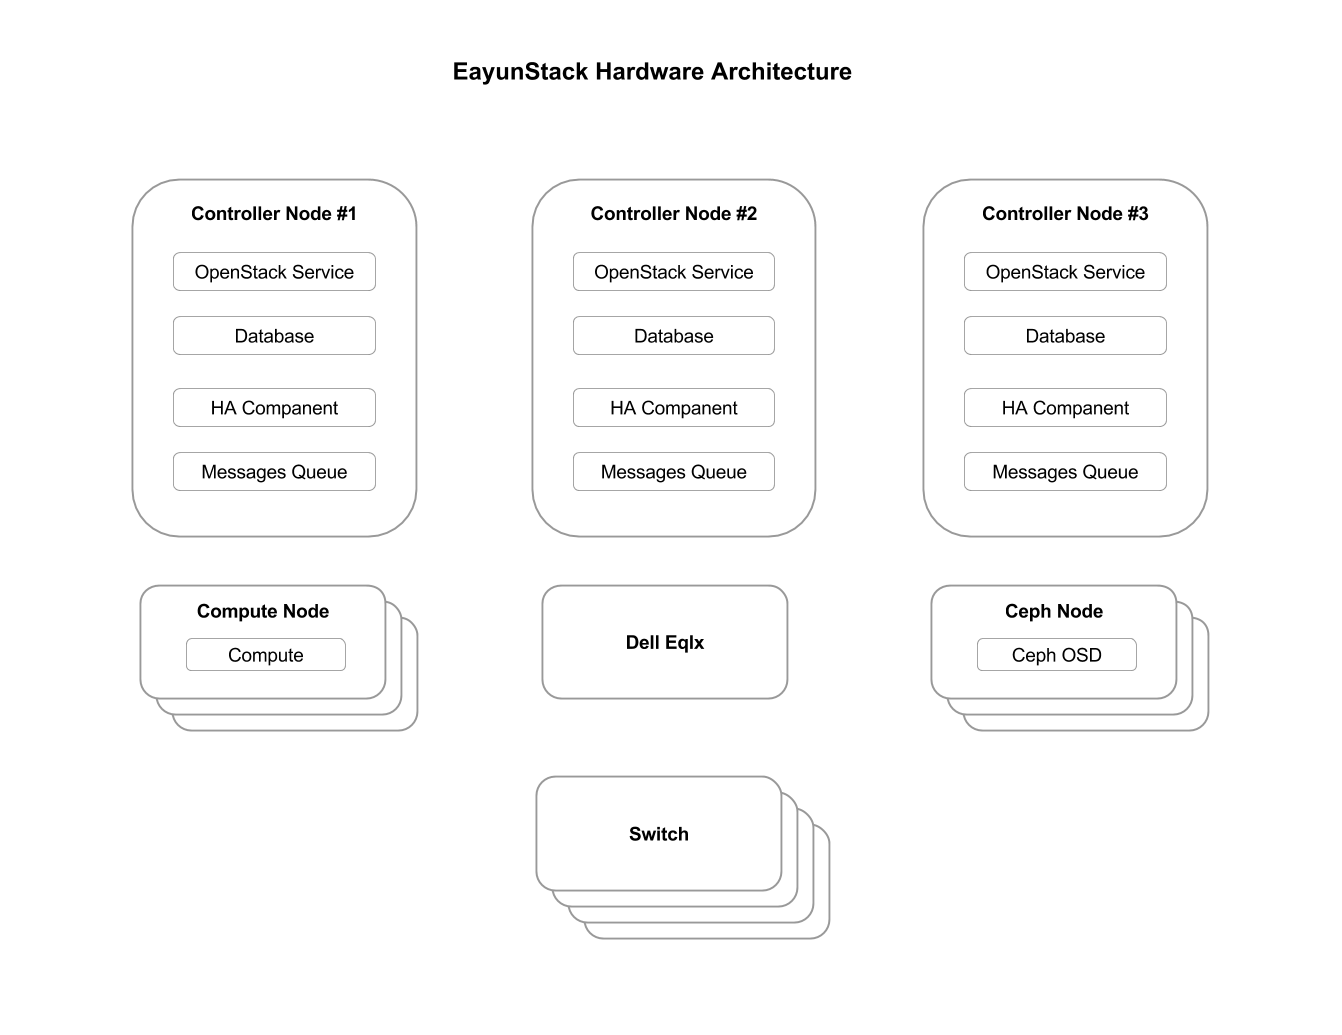 EayunStack Hardware Architecture
Controller Node #1
OpenStack Service
Database
HA Companent
Messages Queue
Controller Node #2
OpenStack Service
Database
HA Companent
Messages Queue
Controller Node #3
OpenStack Service
Database
HA Companent
Messages Queue
Compute Node
Compute
Dell Eqlx
Ceph Node
Ceph OSD
Switch